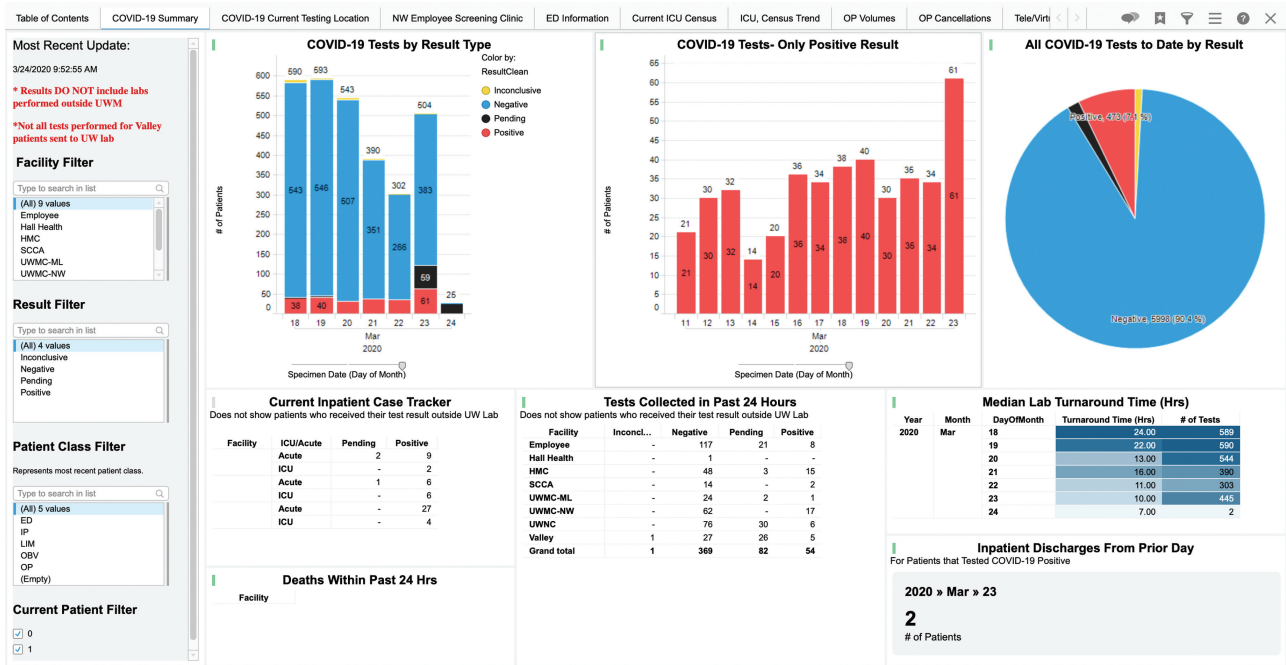 Table of Contents
COVID-19 Summary
COVID-19 Current Testing Location
NW Employee Screening Clinic
ED Information
Current ICU Census
ICU, Census Trend
OP Volumes
OP Cancellations
Tele/Virtu
Most Recent Update:
3/24/2020 9:52:55 AM
* Results DO NOT include labs
performed outside UWM
*Not all tests performed for Valley
patients sent to UW lab
Facility Filter
Type to search in list
(All) 9 values
Employee
Hall Health
HMC
SCCA
UWMC-ML
UWMC-NW
Result Filter
Type to search in list
(All) 4 values
Inconclusive
Negative
Pending
Positive
Patient Class Filter
Represents most recent patient class.
Type to search in list
(All) 5 values
ED
IP
LIM
OBV
OP
(Empty)
Current Patient Filter
0
1
COVID-19 Tests by Result Type
Color by:
ResultClean
Inconclusive
Negative
Pending
Positive
# of Patients
600
550
500
450
400
350
300
250
200
150
100
50
0
590 593 543 390 302 504 25
543 546 507 351 266 383
59
38 40 61
18 19 20 21 22 23 24
Mar
2020
Specimen Date (Day of Month)
COVID-19 Tests- Only Positive Result
# of Patients
65
60
55
50
45
40
35
30
25
20
15
10
5
0
21 30 32 14 20 36 34 38 40 30 35 34 61
21 30 32 14 20 36 34 38 40 30 35 34 61
11 12 13 14 15 16 17 18 19 20 21 22 23
Mar
2020
Specimen Date (Day of Month)
All COVID-19 Tests to Date by Result
Positive, 473 (7.1 %)
Negative, 5998 (90.4 %)
Current Inpatient Case Tracker
Does not show patients who received their test result outside UW Lab
Facility ICU/Acute Pending Positive
Acute 2 9
ICU - 2
Acute 1 6
ICU - 6
Acute - 27
ICU - 4
Deaths Within Past 24 Hrs
Facility
Tests Collected in Past 24 Hours
Does not show patients who received their test result outside UW Lab
Facility Inconcl... Negative Pending Positive
Employee - 117 21 8
Hall Health - 1 - -
HMC - 48 3 15
SCCA - 14 - 2
UWMC-ML - 24 2 1
UWMC-NW - 62 - 17
UWNC - 76 30 6
Valley 1 27 26 5
Grand total 1 369 82 54
Median Lab Turnaround Time (Hrs)
Year Month DayOfMonth Turnaround Time (Hrs) # of Tests
2020 Mar 18 24.00 589
19 22.00 590
20 13.00 544
21 16.00 390
22 11.00 303
23 10.00 445
24 7.00 2
Inpatient Discharges From Prior Day
For Patients that Tested COVID-19 Positive
2020 » Mar » 23
2
# of Patients